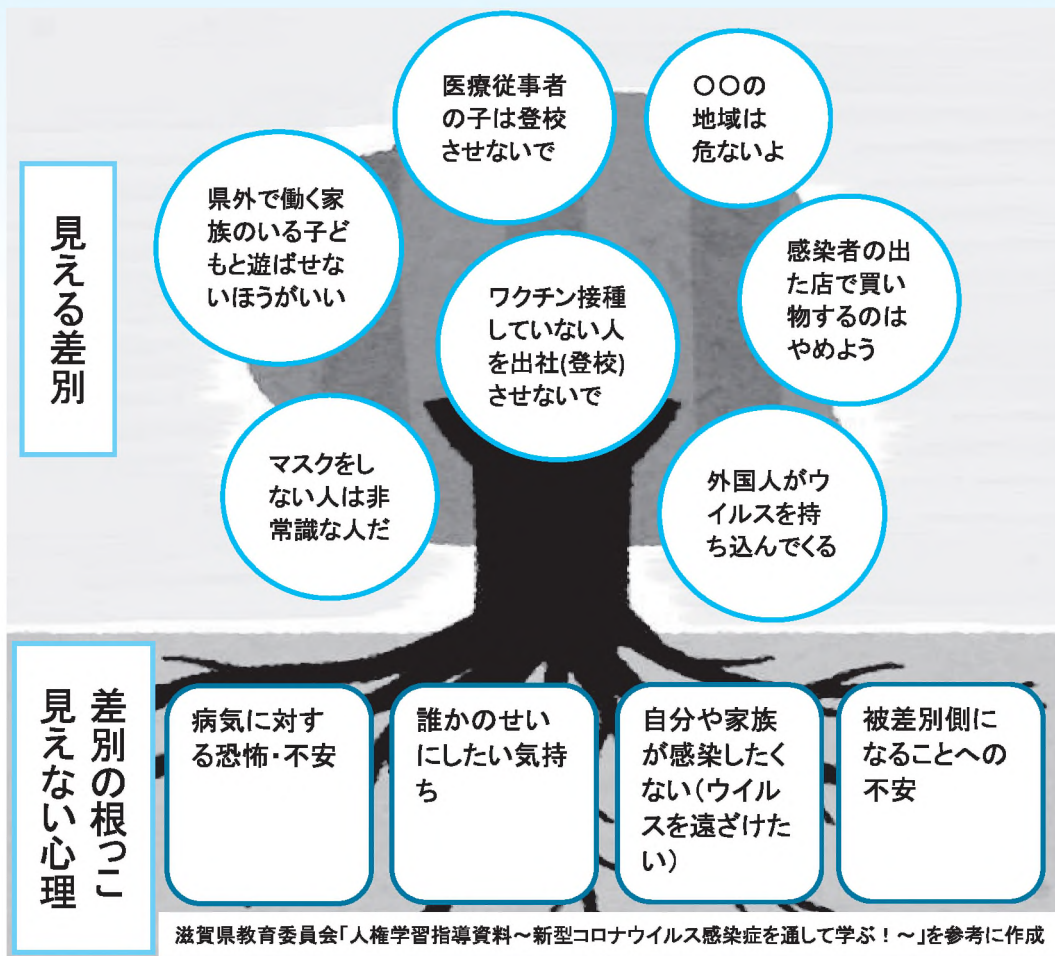 見える差別
医療従事者
の子は登校
させないで
〇〇の
地域は
危ないよ
県外で働く家
族のいる子ど
もと遊ばせな
いほうがいい
ワクチン接種
していない人
を出社(登校)
させないで
感染者の出
た店で買い
物するのは
やめよう
マスクをし
ない人は非
常識な人だ
外国人がウ
イルスを持
ち込んでくる
差別の根っこ
見えない心理
病気に対す
る恐怖・不安
誰かのせい
にしたい気持
ち
自分や家族
が感染したく
ない(ウイル
スを遠ざけた
い)
被差別側に
なることへの
不安
滋賀県教育委員会「人権学習指導資料~新型コロナウイルス感染症を通して学ぶ!~」を参考に作成